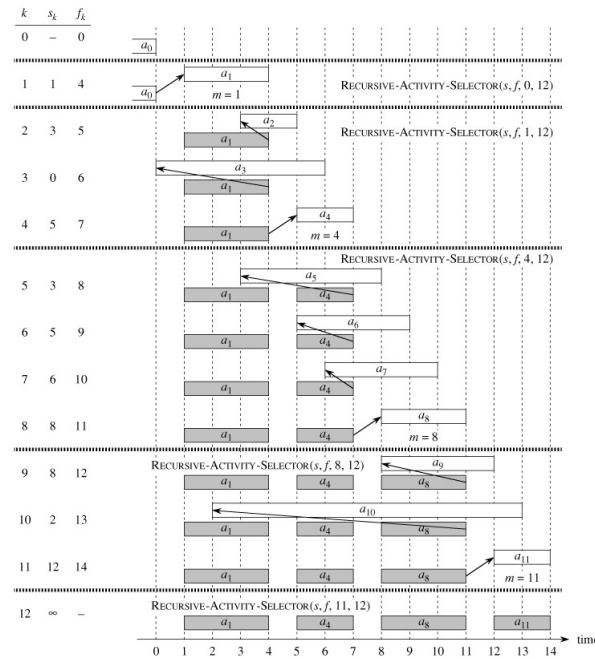 k s_k f_k
0 – 0
a_0
1 1 4
a_0
a_1
m = 1
RECURSIVE-ACTIVITY-SELECTOR(s, f, 0, 12)
2 3 5
a_2
a_1
RECURSIVE-ACTIVITY-SELECTOR(s, f, 1, 12)
3 0 6
a_3
a_1
4 5 7
a_4
a_1
m = 4
RECURSIVE-ACTIVITY-SELECTOR(s, f, 4, 12)
5 3 8
a_5
a_1 a_4
6 5 9
a_6
a_1 a_4
7 6 10
a_7
a_1 a_4
8 8 11
a_8
a_1 a_4
m = 8
RECURSIVE-ACTIVITY-SELECTOR(s, f, 8, 12)
9 8 12
a_9
a_1 a_4 a_8
10 2 13
a_10
a_1 a_4 a_8
11 12 14
a_11
a_1 a_4 a_8
m = 11
RECURSIVE-ACTIVITY-SELECTOR(s, f, 11, 12)
12 ∞ –
a_1 a_4 a_8 a_11
time
0 1 2 3 4 5 6 7 8 9 10 11 12 13 14